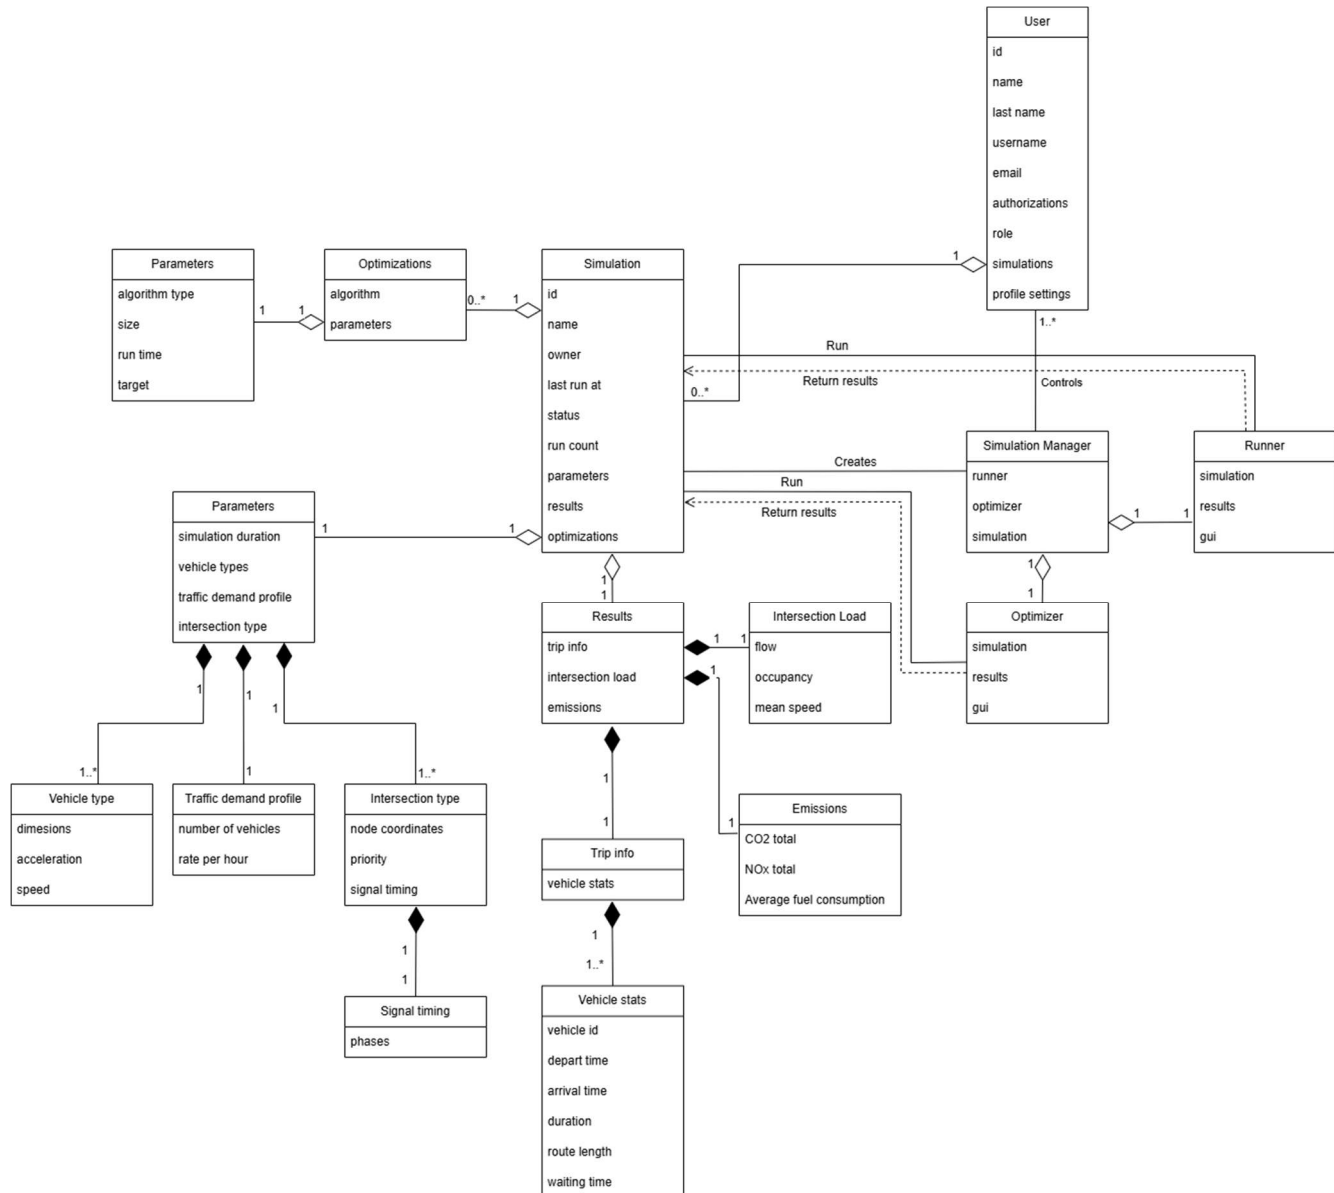 User
id
name
last name
username
email
authorizations
role
simulations
profile settings
1
1..*
Parameters
algorithm type
size
run time
target
1
1
Optimizations
algorithm
parameters
0..*
1
Simulation
id
name
owner
last run at
status
run count
parameters
results
optimizations
0..*
Run
Return results
Controls
Creates
Run
Return results
Simulation Manager
runner
optimizer
simulation
1
1
Runner
simulation
results
gui
1
1
Optimizer
simulation
results
gui
Parameters
simulation duration
vehicle types
traffic demand profile
intersection type
1
1
1
1
Results
trip info
intersection load
emissions
1
1
Intersection Load
flow
occupancy
mean speed
1
1
Emissions
CO2 total
NOx total
Average fuel consumption
1
1
1
1..*
1
1..*
Vehicle type
dimesions
acceleration
speed
Traffic demand profile
number of vehicles
rate per hour
Intersection type
node coordinates
priority
signal timing
1
1
Signal timing
phases
1
1
Trip info
vehicle stats
1
1..*
Vehicle stats
vehicle id
depart time
arrival time
duration
route length
waiting time